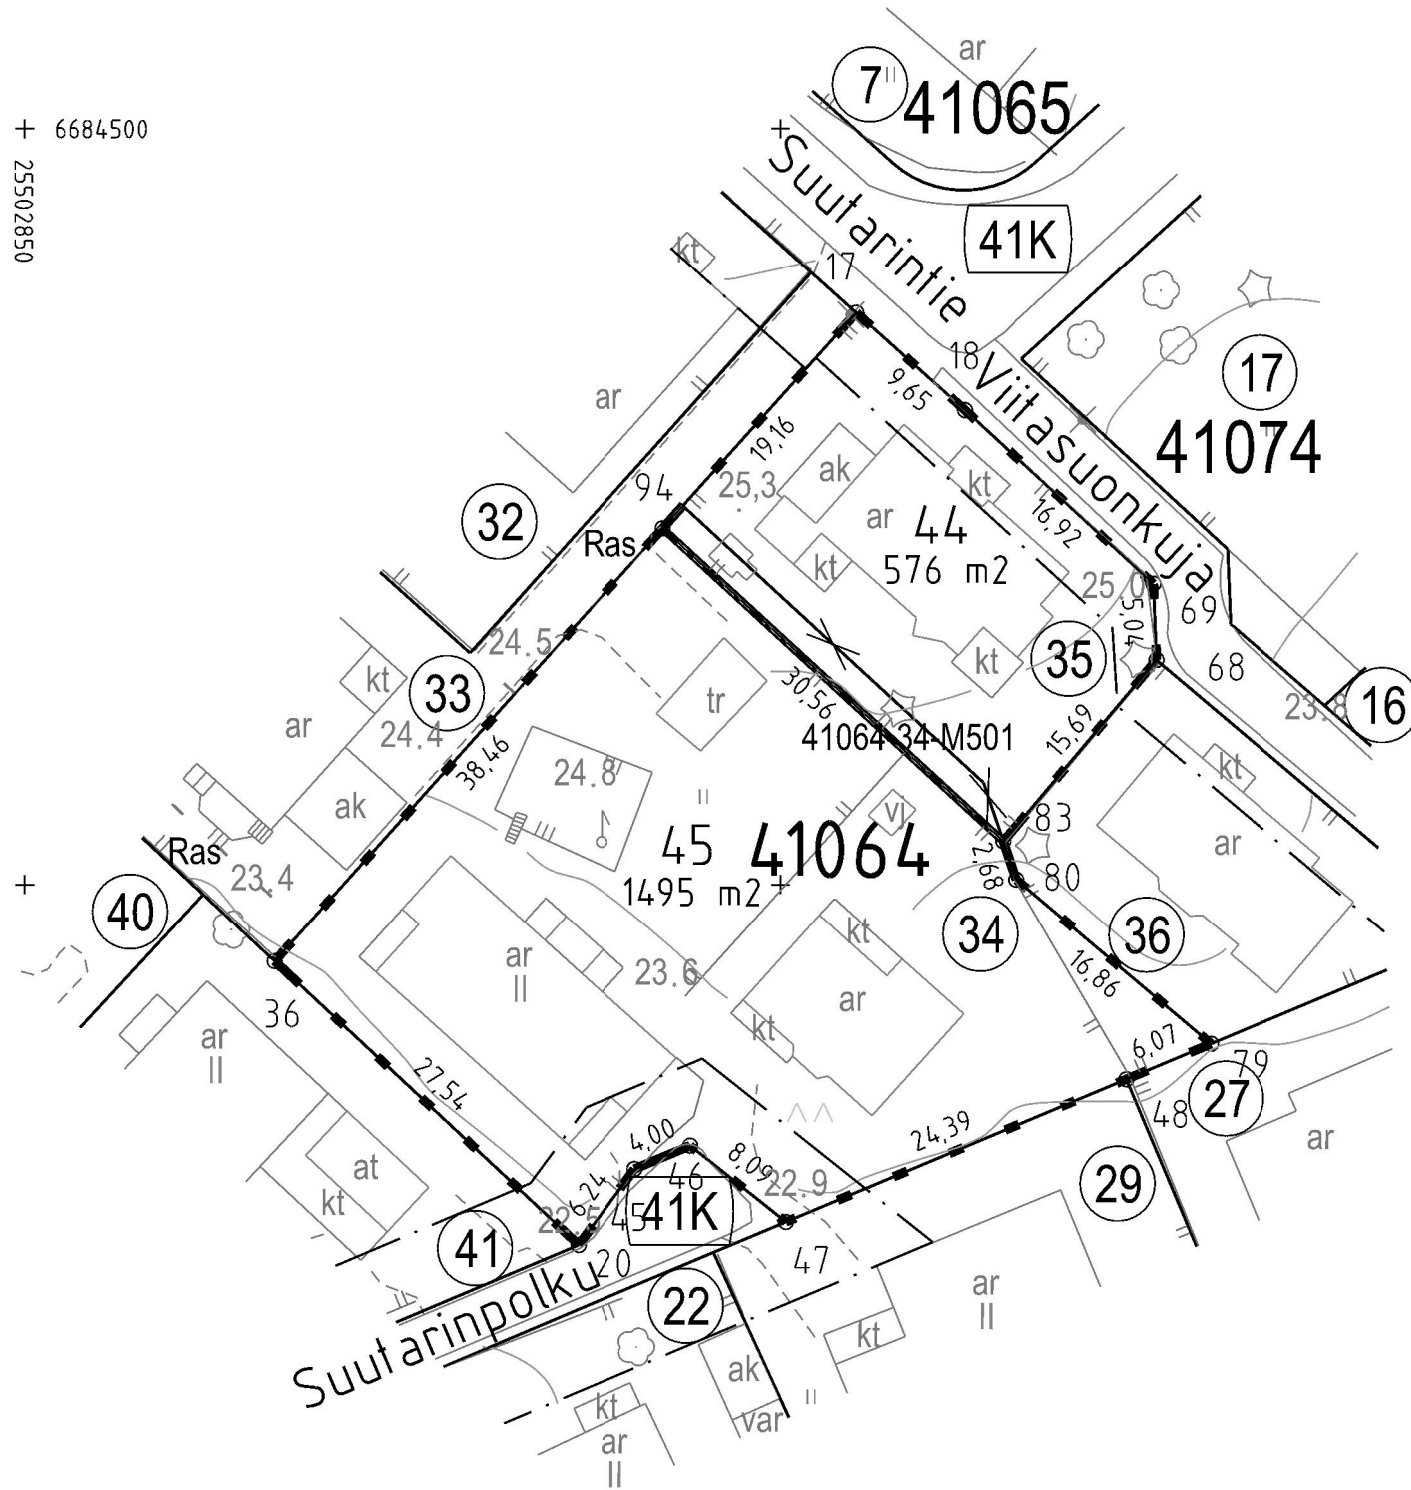 ar
7
41065
6684500
25502850
Suutarintie
41K
kt
17
18
Viitasuonkuja
17
41074
9,65
19,16
ar
94
25,3
ak
kt
ar
44
16,92
32
Ras
kt
576 m2
25.0
5,04
69
24.5
kt
35
68
kt
33
30,56
tr
23.8
16
ar
24.4
41064-34-M501
15,69
38,46
24.8
kt
ak
vj
83
ar
Ras
45
41064
2,68
23.4
1495 m2
80
40
34
36
kt
ar
II
23.6
16,86
ar
36
kt
ar
II
6,07
79
27,54
27
48
4,00
24,39
ar
at
8,09
46
kt
6,24
22.9
29
22.5
45
41K
41
20
47
Suutarinpolku
22
ar
II
kt
ak
kt
var
ar
II